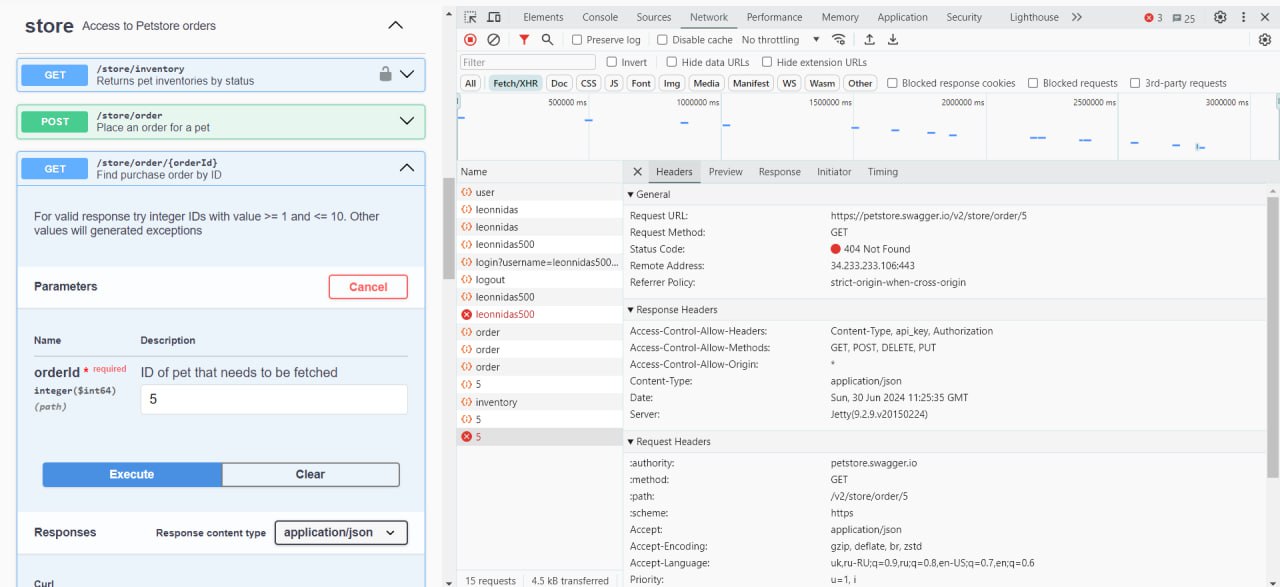 store Access to Petstore orders
GET /store/inventory
Returns pet inventories by status
POST /store/order
Place an order for a pet
GET /store/order/{orderId}
Find purchase order by ID
For valid response try integer IDs with value >= 1 and <= 10. Other
values will generated exceptions
Parameters Cancel
Name Description
orderId * required ID of pet that needs to be fetched
integer($int64)
(path)
5
Execute Clear
Responses Response content type application/json
Curl
Elements Console Sources Network Performance Memory Application Security Lighthouse 3 25
Preserve log Disable cache No throttling
Filter Invert Hide data URLs Hide extension URLs
All Fetch/XHR Doc CSS JS Font Img Media Manifest WS Wasm Other Blocked response cookies Blocked requests 3rd-party requests
500000 ms 1000000 ms 1500000 ms 2000000 ms 2500000 ms 3000000 ms
Name
user
leonnidas
leonnidas
leonnidas500
login?username=leonnidas500...
logout
leonnidas500
leonnidas500
order
order
order
5
inventory
5
5
15 requests 4.5 kB transferred
Headers Preview Response Initiator Timing
General
Request URL: https://petstore.swagger.io/v2/store/order/5
Request Method: GET
Status Code: 404 Not Found
Remote Address: 34.233.233.106:443
Referrer Policy: strict-origin-when-cross-origin
Response Headers
Access-Control-Allow-Headers: Content-Type, api_key, Authorization
Access-Control-Allow-Methods: GET, POST, DELETE, PUT
Access-Control-Allow-Origin: *
Content-Type: application/json
Date: Sun, 30 Jun 2024 11:25:35 GMT
Server: Jetty(9.2.9.v20150224)
Request Headers
:authority: petstore.swagger.io
:method: GET
:path: /v2/store/order/5
:scheme: https
Accept: application/json
Accept-Encoding: gzip, deflate, br, zstd
Accept-Language: uk,ru-RU;q=0.9,ru;q=0.8,en-US;q=0.7,en;q=0.6
Priority: u=1, i